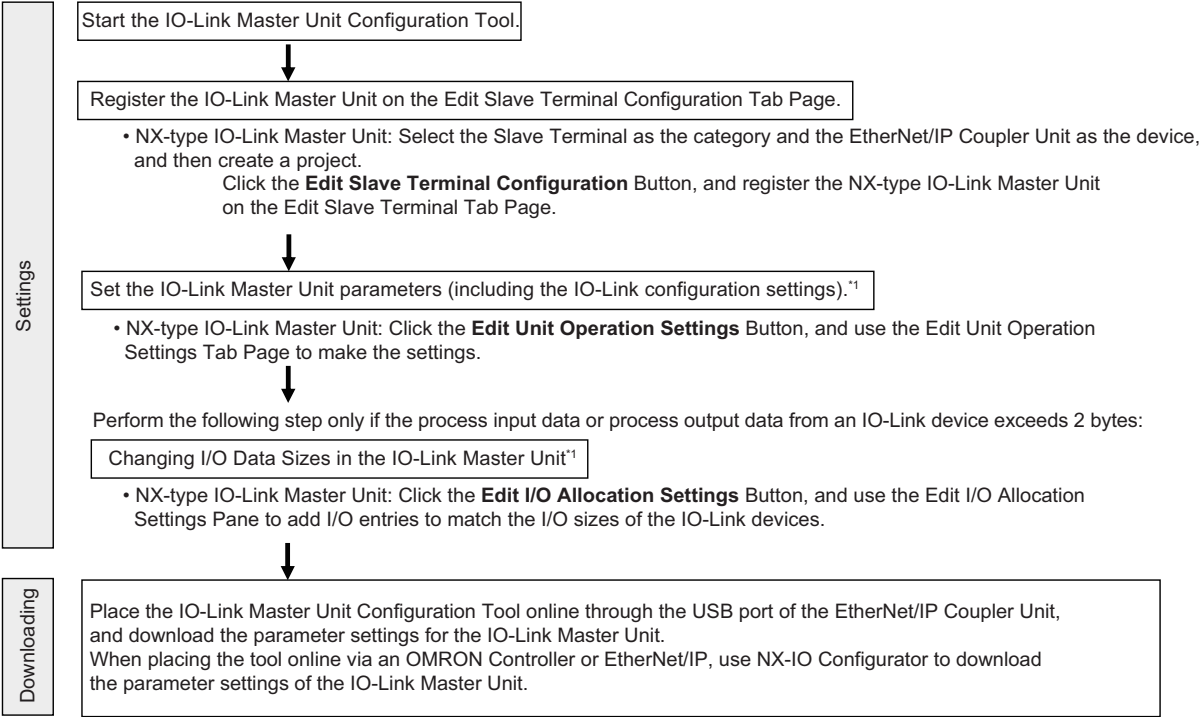 Settings
Start the IO-Link Master Unit Configuration Tool.
Register the IO-Link Master Unit on the Edit Slave Terminal Configuration Tab Page.
• NX-type IO-Link Master Unit: Select the Slave Terminal as the category and the EtherNet/IP Coupler Unit as the device,
and then create a project.
Click the Edit Slave Terminal Configuration Button, and register the NX-type IO-Link Master Unit
on the Edit Slave Terminal Tab Page.
Set the IO-Link Master Unit parameters (including the IO-Link configuration settings).*1
• NX-type IO-Link Master Unit: Click the Edit Unit Operation Settings Button, and use the Edit Unit Operation
Settings Tab Page to make the settings.
Perform the following step only if the process input data or process output data from an IO-Link device exceeds 2 bytes:
Changing I/O Data Sizes in the IO-Link Master Unit*1
• NX-type IO-Link Master Unit: Click the Edit I/O Allocation Settings Button, and use the Edit I/O Allocation
Settings Pane to add I/O entries to match the I/O sizes of the IO-Link devices.
Downloading
Place the IO-Link Master Unit Configuration Tool online through the USB port of the EtherNet/IP Coupler Unit,
and download the parameter settings for the IO-Link Master Unit.
When placing the tool online via an OMRON Controller or EtherNet/IP, use NX-IO Configurator to download
the parameter settings of the IO-Link Master Unit.